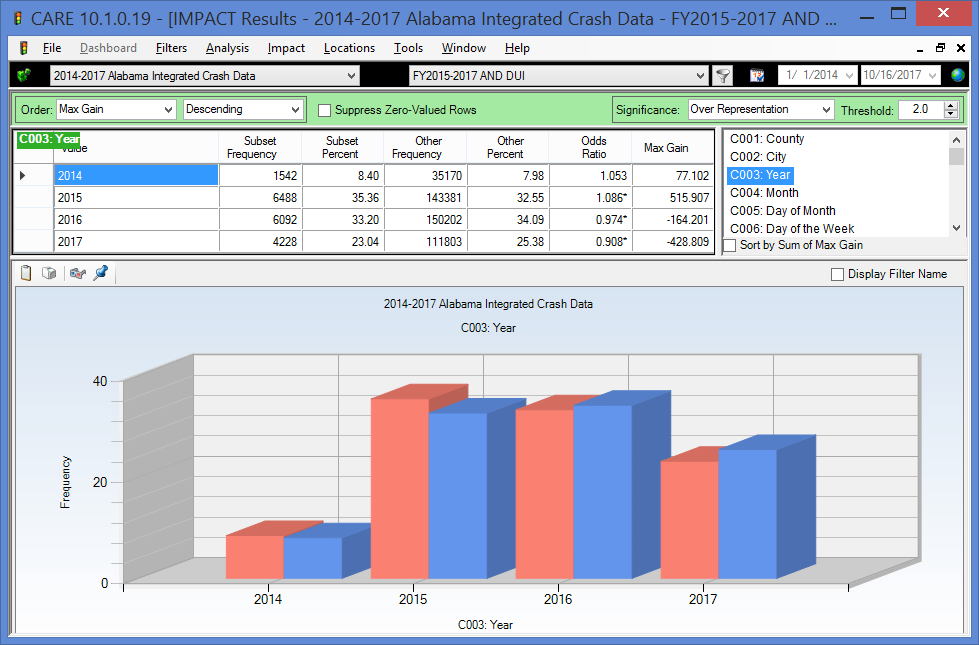 CARE 10.1.0.19 - [IMPACT Results - 2014-2017 Alabama Integrated Crash Data - FY2015-2017 AND ...
File Dashboard Filters Analysis Impact Locations Tools Window Help
2014-2017 Alabama Integrated Crash Data FY2015-2017 AND DUI 1/ 1/2014 10/16/2017
Order: Max Gain Descending Suppress Zero-Valued Rows Significance: Over Representation Threshold: 2.0
C003: Year
Value Subset Frequency Subset Percent Other Frequency Other Percent Odds Ratio Max Gain
2014 1542 8.40 35170 7.98 1.053 77.102
2015 6488 35.36 143381 32.55 1.086* 515.907
2016 6092 33.20 150202 34.09 0.974* -164.201
2017 4228 23.04 111803 25.38 0.908* -428.809
C001: County
C002: City
C003: Year
C004: Month
C005: Day of Month
C006: Day of the Week
Sort by Sum of Max Gain
Display Filter Name
2014-2017 Alabama Integrated Crash Data
C003: Year
Frequency
40
20
0
2014 2015 2016 2017
C003: Year